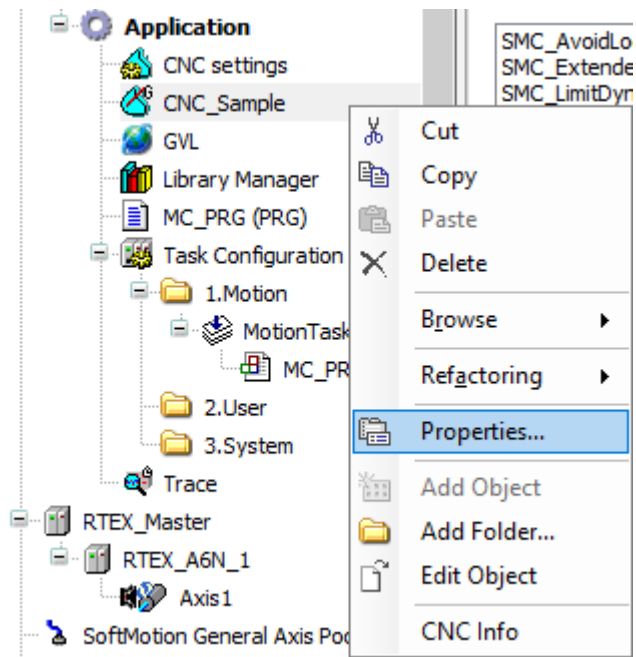 Application
CNC settings
CNC_Sample
GVL
Library Manager
MC_PRG (PRG)
Task Configuration
1.Motion
MotionTask
MC_PR
2.User
3.System
Trace
RTEX_Master
RTEX_A6N_1
Axis1
SoftMotion General Axis Poo
SMC_AvoidLo
SMC_Extende
SMC_LimitDyn
Cut
Copy
Paste
Delete
Browse
Refactoring
Properties...
Add Object
Add Folder...
Edit Object
CNC Info